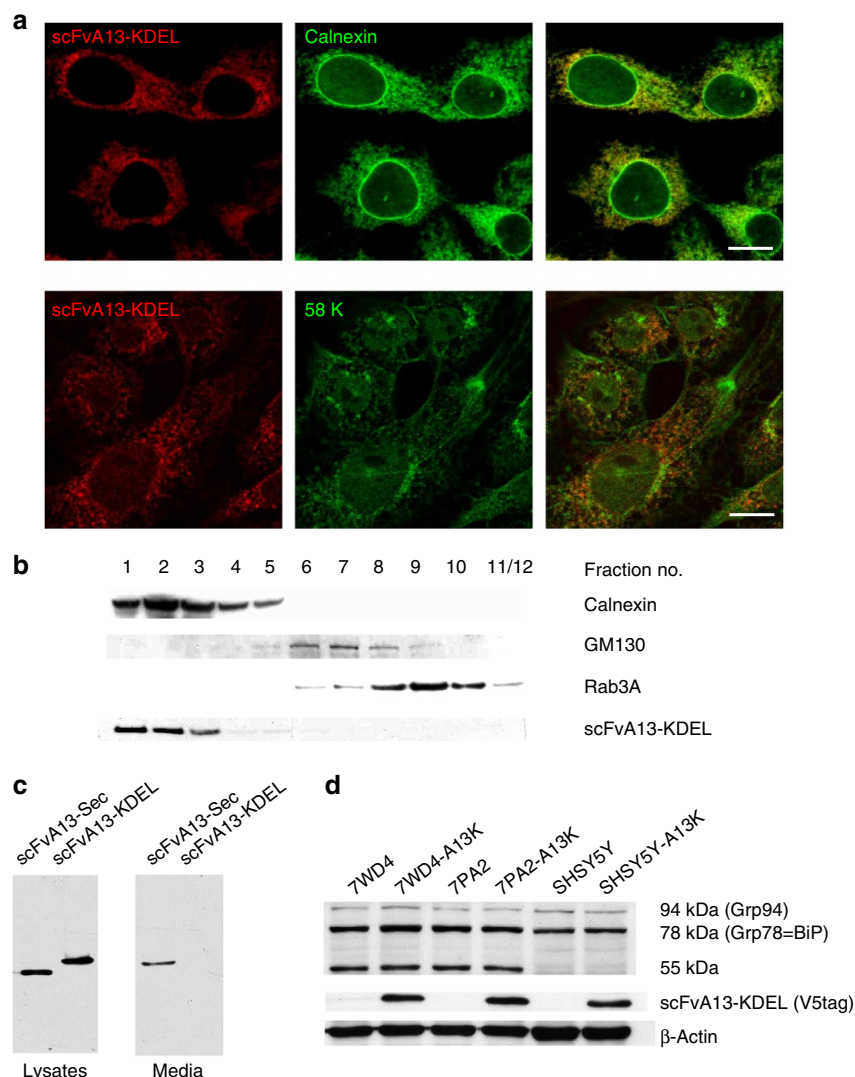 a
scFvA13-KDEL
Calnexin
scFvA13-KDEL
58 K
b
1 2 3 4 5 6 7 8 9 10 11/12 Fraction no.
Calnexin
GM130
Rab3A
scFvA13-KDEL
c
scFvA13-Sec
scFvA13-KDEL
scFvA13-Sec
scFvA13-KDEL
Lysates
Media
d
7WD4
7WD4-A13K
7PA2
7PA2-A13K
SHSY5Y
SHSY5Y-A13K
94 kDa (Grp94)
78 kDa (Grp78=BiP)
55 kDa
scFvA13-KDEL (V5tag)
β-Actin